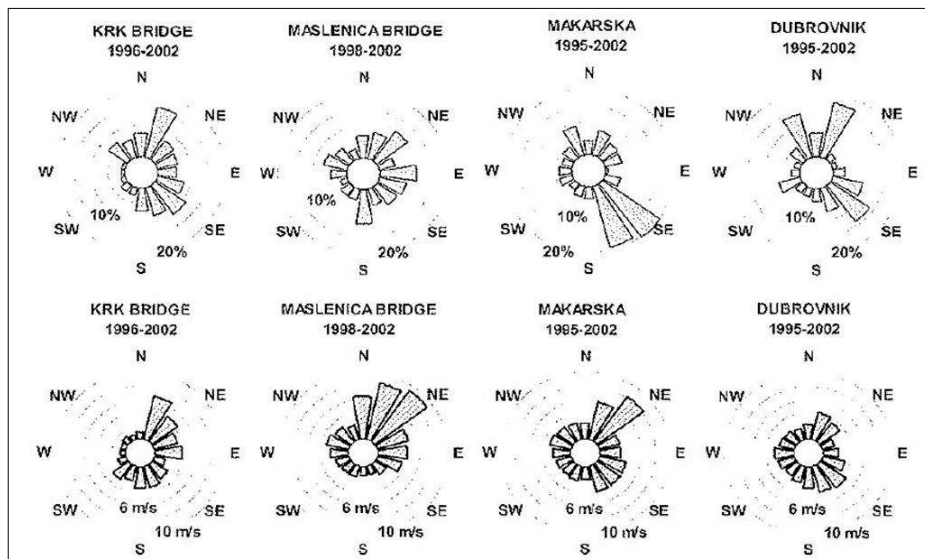 KRK BRIDGE
1996-2002
N
NW
NE
W
E
10%
SW
SE
20%
S
MASLENICA BRIDGE
1998-2002
N
NW
NE
W
E
10%
SW
SE
20%
S
MAKARSKA
1995-2002
N
NW
NE
W
E
10%
SW
SE
20%
S
DUBROVNIK
1995-2002
N
NW
NE
W
E
10%
SW
SE
20%
S
KRK BRIDGE
1996-2002
N
NW
NE
W
E
6 m/s
SW
SE
10 m/s
S
MASLENICA BRIDGE
1998-2002
N
NW
NE
W
E
6 m/s
SW
SE
10 m/s
S
MAKARSKA
1995-2002
N
NW
NE
W
E
6 m/s
SW
SE
10 m/s
S
DUBROVNIK
1995-2002
N
NW
NE
W
E
6 m/s
SW
SE
10 m/s
S